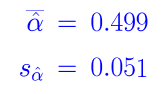 $\overline{\hat{\alpha}} = 0.499$
$s_{\hat{\alpha}} = 0.051$